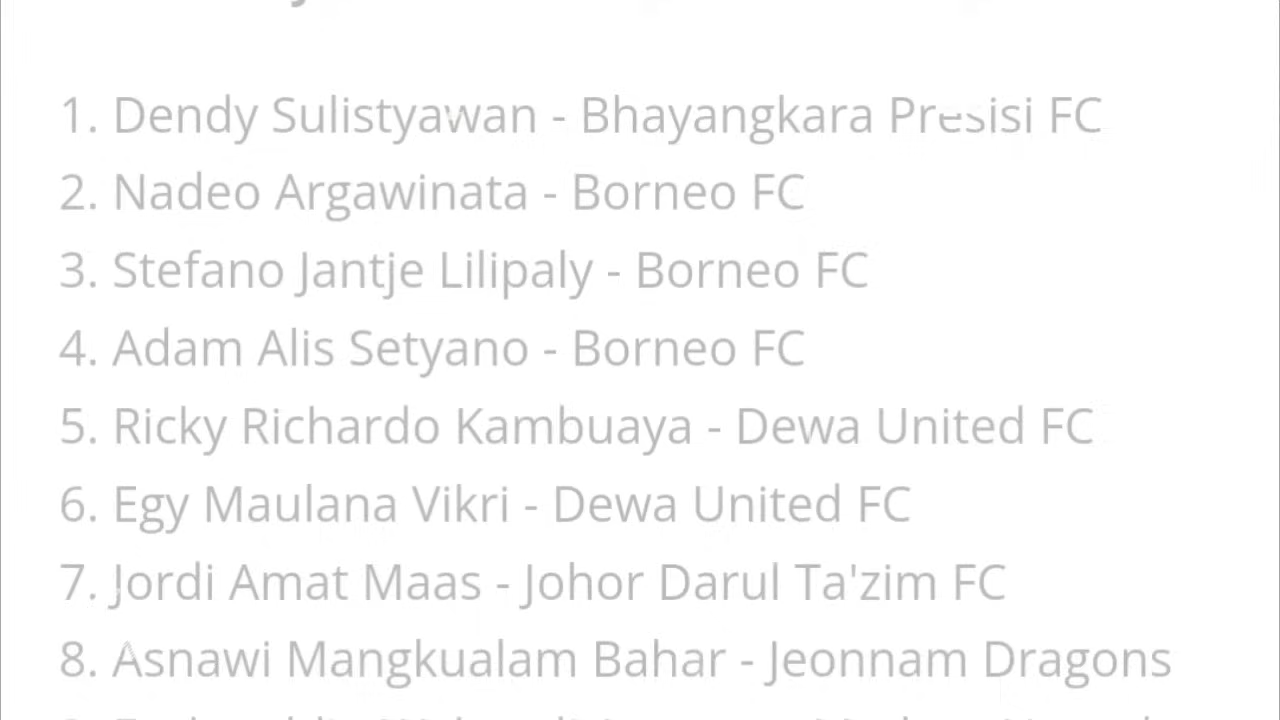 1. Dendy Sulistyawan - Bhayangkara Presisi FC
2. Nadeo Argawinata - Borneo FC
3. Stefano Jantje Lilipaly - Borneo FC
4. Adam Alis Setyano - Borneo FC
5. Ricky Richardo Kambuaya - Dewa United FC
6. Egy Maulana Vikri - Dewa United FC
7. Jordi Amat Maas - Johor Darul Ta'zim FC
8. Asnawi Mangkualam Bahar - Jeonnam Dragons